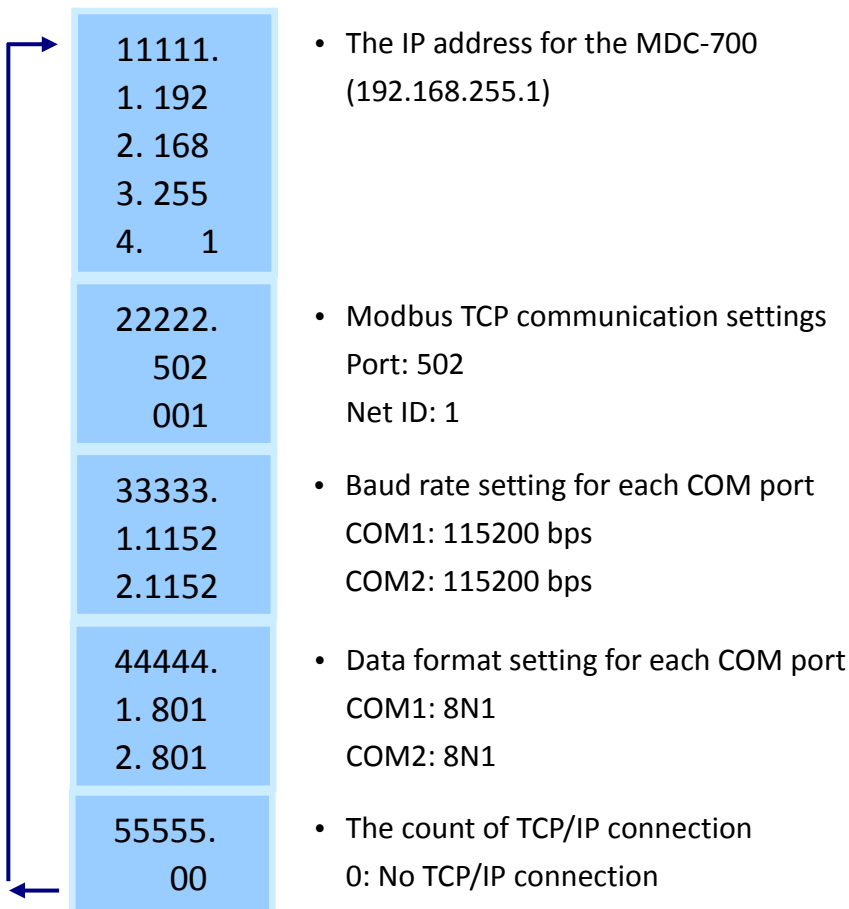 11111.
1. 192
2. 168
3. 255
4. 1
• The IP address for the MDC-700
(192.168.255.1)
22222.
502
001
• Modbus TCP communication settings
Port: 502
Net ID: 1
33333.
1.1152
2.1152
• Baud rate setting for each COM port
COM1: 115200 bps
COM2: 115200 bps
44444.
1. 801
2. 801
• Data format setting for each COM port
COM1: 8N1
COM2: 8N1
55555.
00
• The count of TCP/IP connection
0: No TCP/IP connection